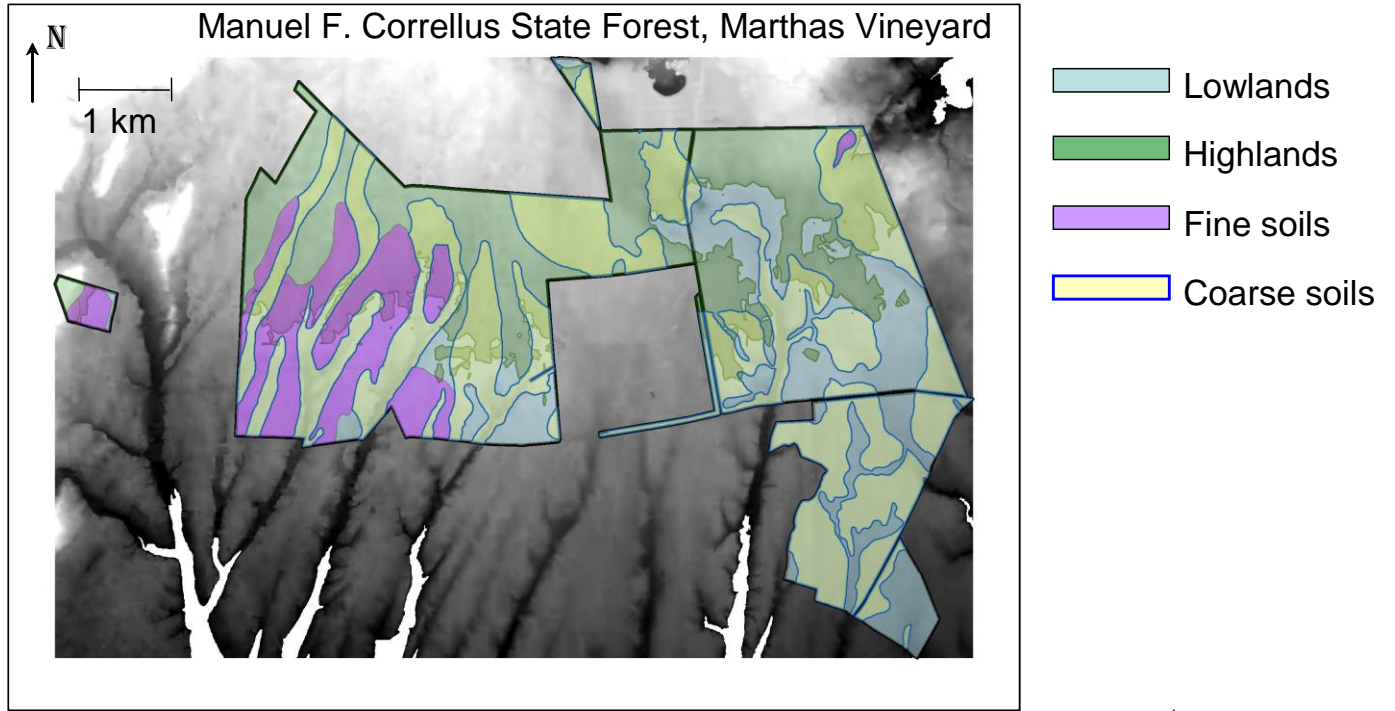 Manuel F. Correllus State Forest, Marthas Vineyard
N
1 km
Lowlands
Highlands
Fine soils
Coarse soils